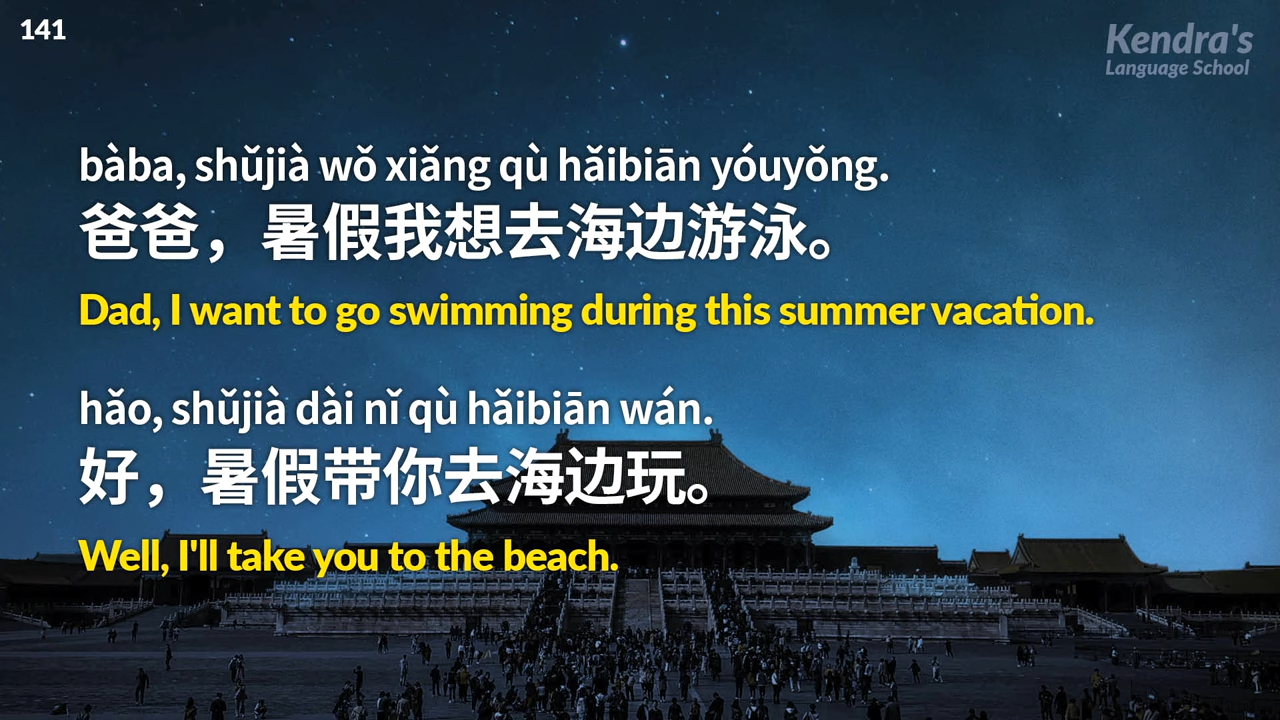 141
Kendra's
Language School
bàba, shǔjià wǒ xiǎng qù hǎibiān yóuyǒng.
爸爸，暑假我想去海边游泳。
Dad, I want to go swimming during this summer vacation.
hǎo, shǔjià dài nǐ qù hǎibiān wán.
好，暑假带你去海边玩。
Well, I'll take you to the beach.